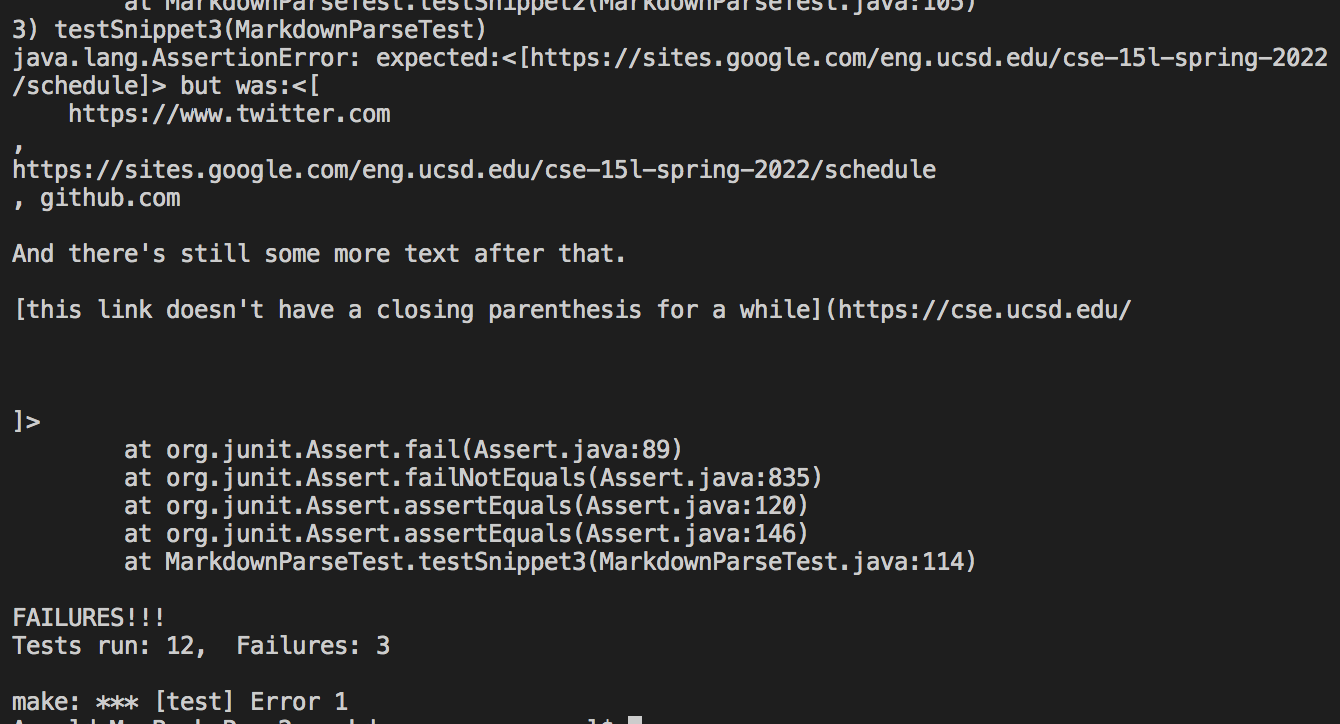 at MarkdownParseTest.testSnippet2(MarkdownParseTest.java:105)
3) testSnippet3(MarkdownParseTest)
java.lang.AssertionError: expected:<[https://sites.google.com/eng.ucsd.edu/cse-15l-spring-2022
/schedule]> but was:<[
    https://www.twitter.com
,
https://sites.google.com/eng.ucsd.edu/cse-15l-spring-2022/schedule
, github.com

And there's still some more text after that.

[this link doesn't have a closing parenthesis for a while](https://cse.ucsd.edu/



]>
        at org.junit.Assert.fail(Assert.java:89)
        at org.junit.Assert.failNotEquals(Assert.java:835)
        at org.junit.Assert.assertEquals(Assert.java:120)
        at org.junit.Assert.assertEquals(Assert.java:146)
        at MarkdownParseTest.testSnippet3(MarkdownParseTest.java:114)

FAILURES!!!
Tests run: 12,  Failures: 3

make: *** [test] Error 1